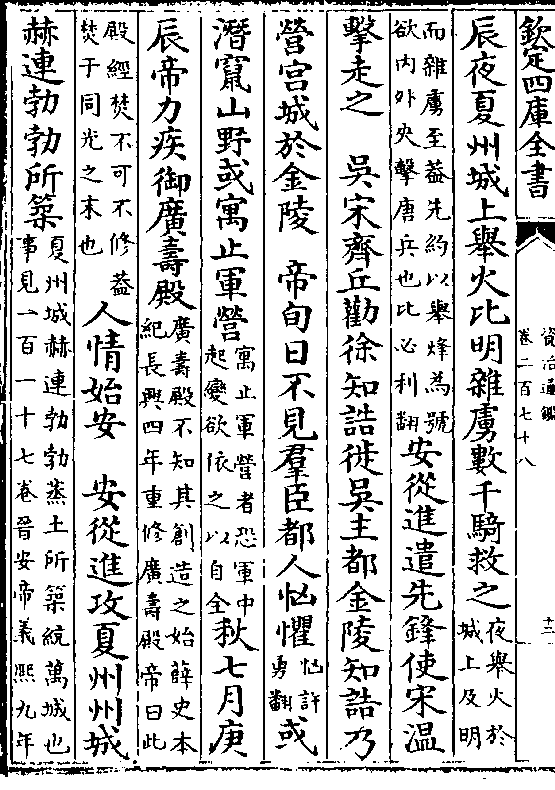 欽定四庫全書
資治通鑑
卷二百七十八
辰夜夏州城上舉火比明雜虜數千騎救之夜舉火於城上及明
而雜虜至葢先約以舉烽為號欲内外夾擊唐兵也比必利翻安從進遣先鋒使宋溫
擊走之 吳宋齊丘勸徐知誥徙吳主都金陵知誥乃
營宫城於金陵 帝旬日不見羣臣都人忷懼忷許勇翻或
潛竄山野或寓止軍營寓止軍營者恐軍中起變欲依之以自全秋七月庚
辰帝力疾御廣壽殿廣壽殿不知其創造之始薛史本紀長興四年重修廣壽殿帝曰此
殿經焚不可不修葢焚于同光之末也人情始安 安從進攻夏州州城
赫連勃勃所築夏州城赫連勃勃蒸土所築統萬城也事見一百一十七卷晉安帝義熙九年